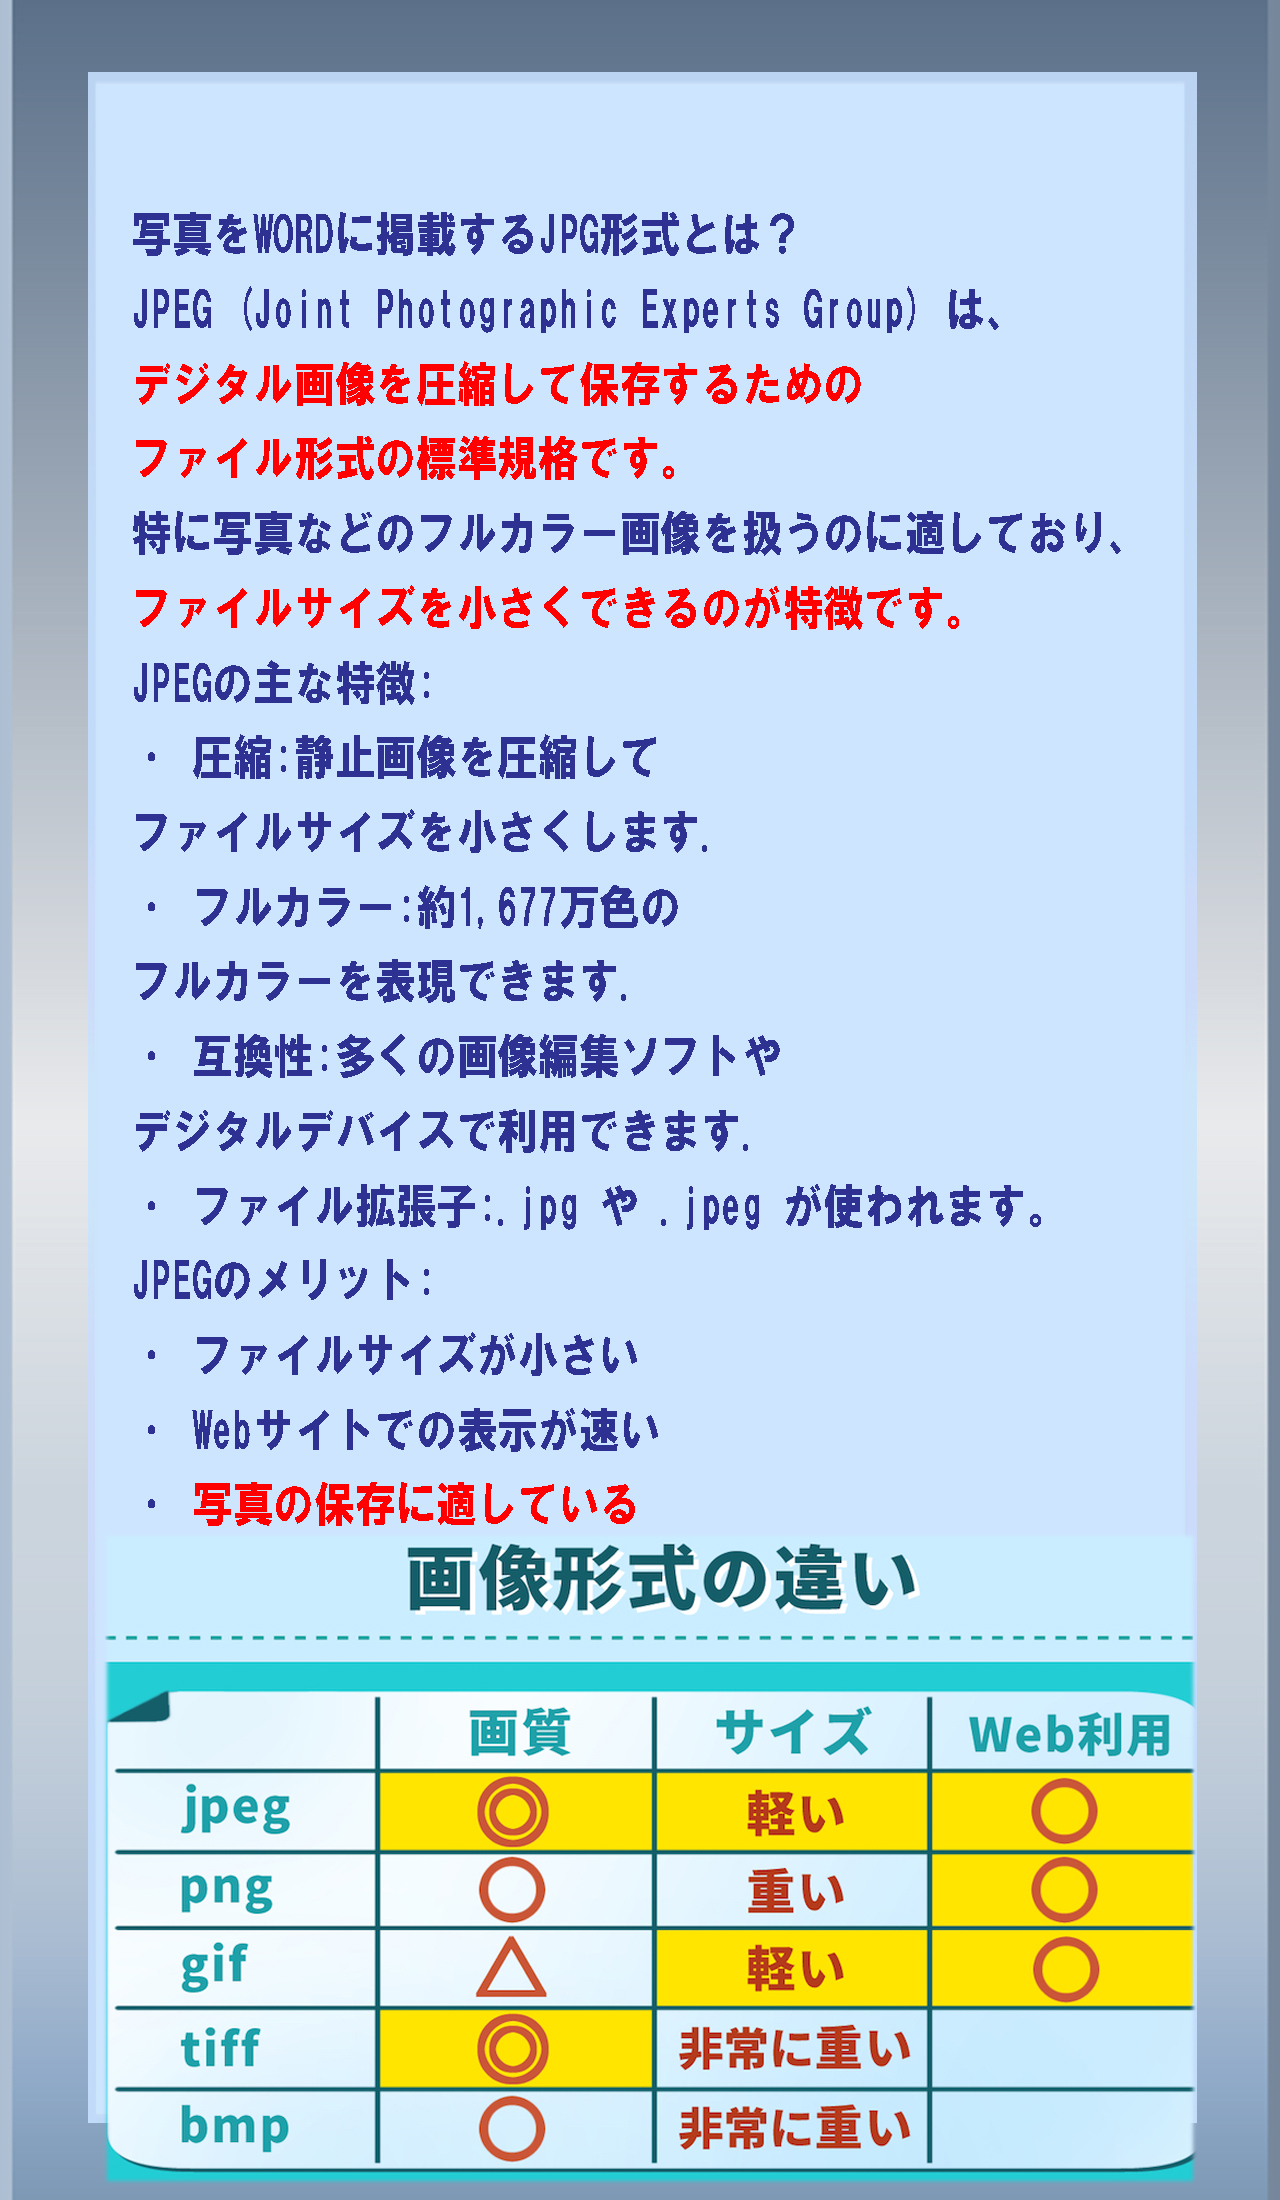 写真をWORDに掲載するJPG形式とは？
JPEG (Joint Photographic Experts Group) は、
デジタル画像を圧縮して保存するための
ファイル形式の標準規格です。
特に写真などのフルカラー画像を扱うのに適しており、
ファイルサイズを小さくできるのが特徴です。
JPEGの主な特徴:
・ 圧縮:静止画像を圧縮して
ファイルサイズを小さくします.
・ フルカラー:約1,677万色の
フルカラーを表現できます.
・ 互換性:多くの画像編集ソフトや
デジタルデバイスで利用できます.
・ ファイル拡張子:.jpg や .jpeg が使われます。
JPEGのメリット:
・ ファイルサイズが小さい
・ Webサイトでの表示が速い
・ 写真の保存に適している
画像形式の違い
画質 サイズ Web利用
jpeg ◎ 軽い ○
png ○ 重い ○
gif △ 軽い ○
tiff ◎ 非常に重い
bmp ○ 非常に重い